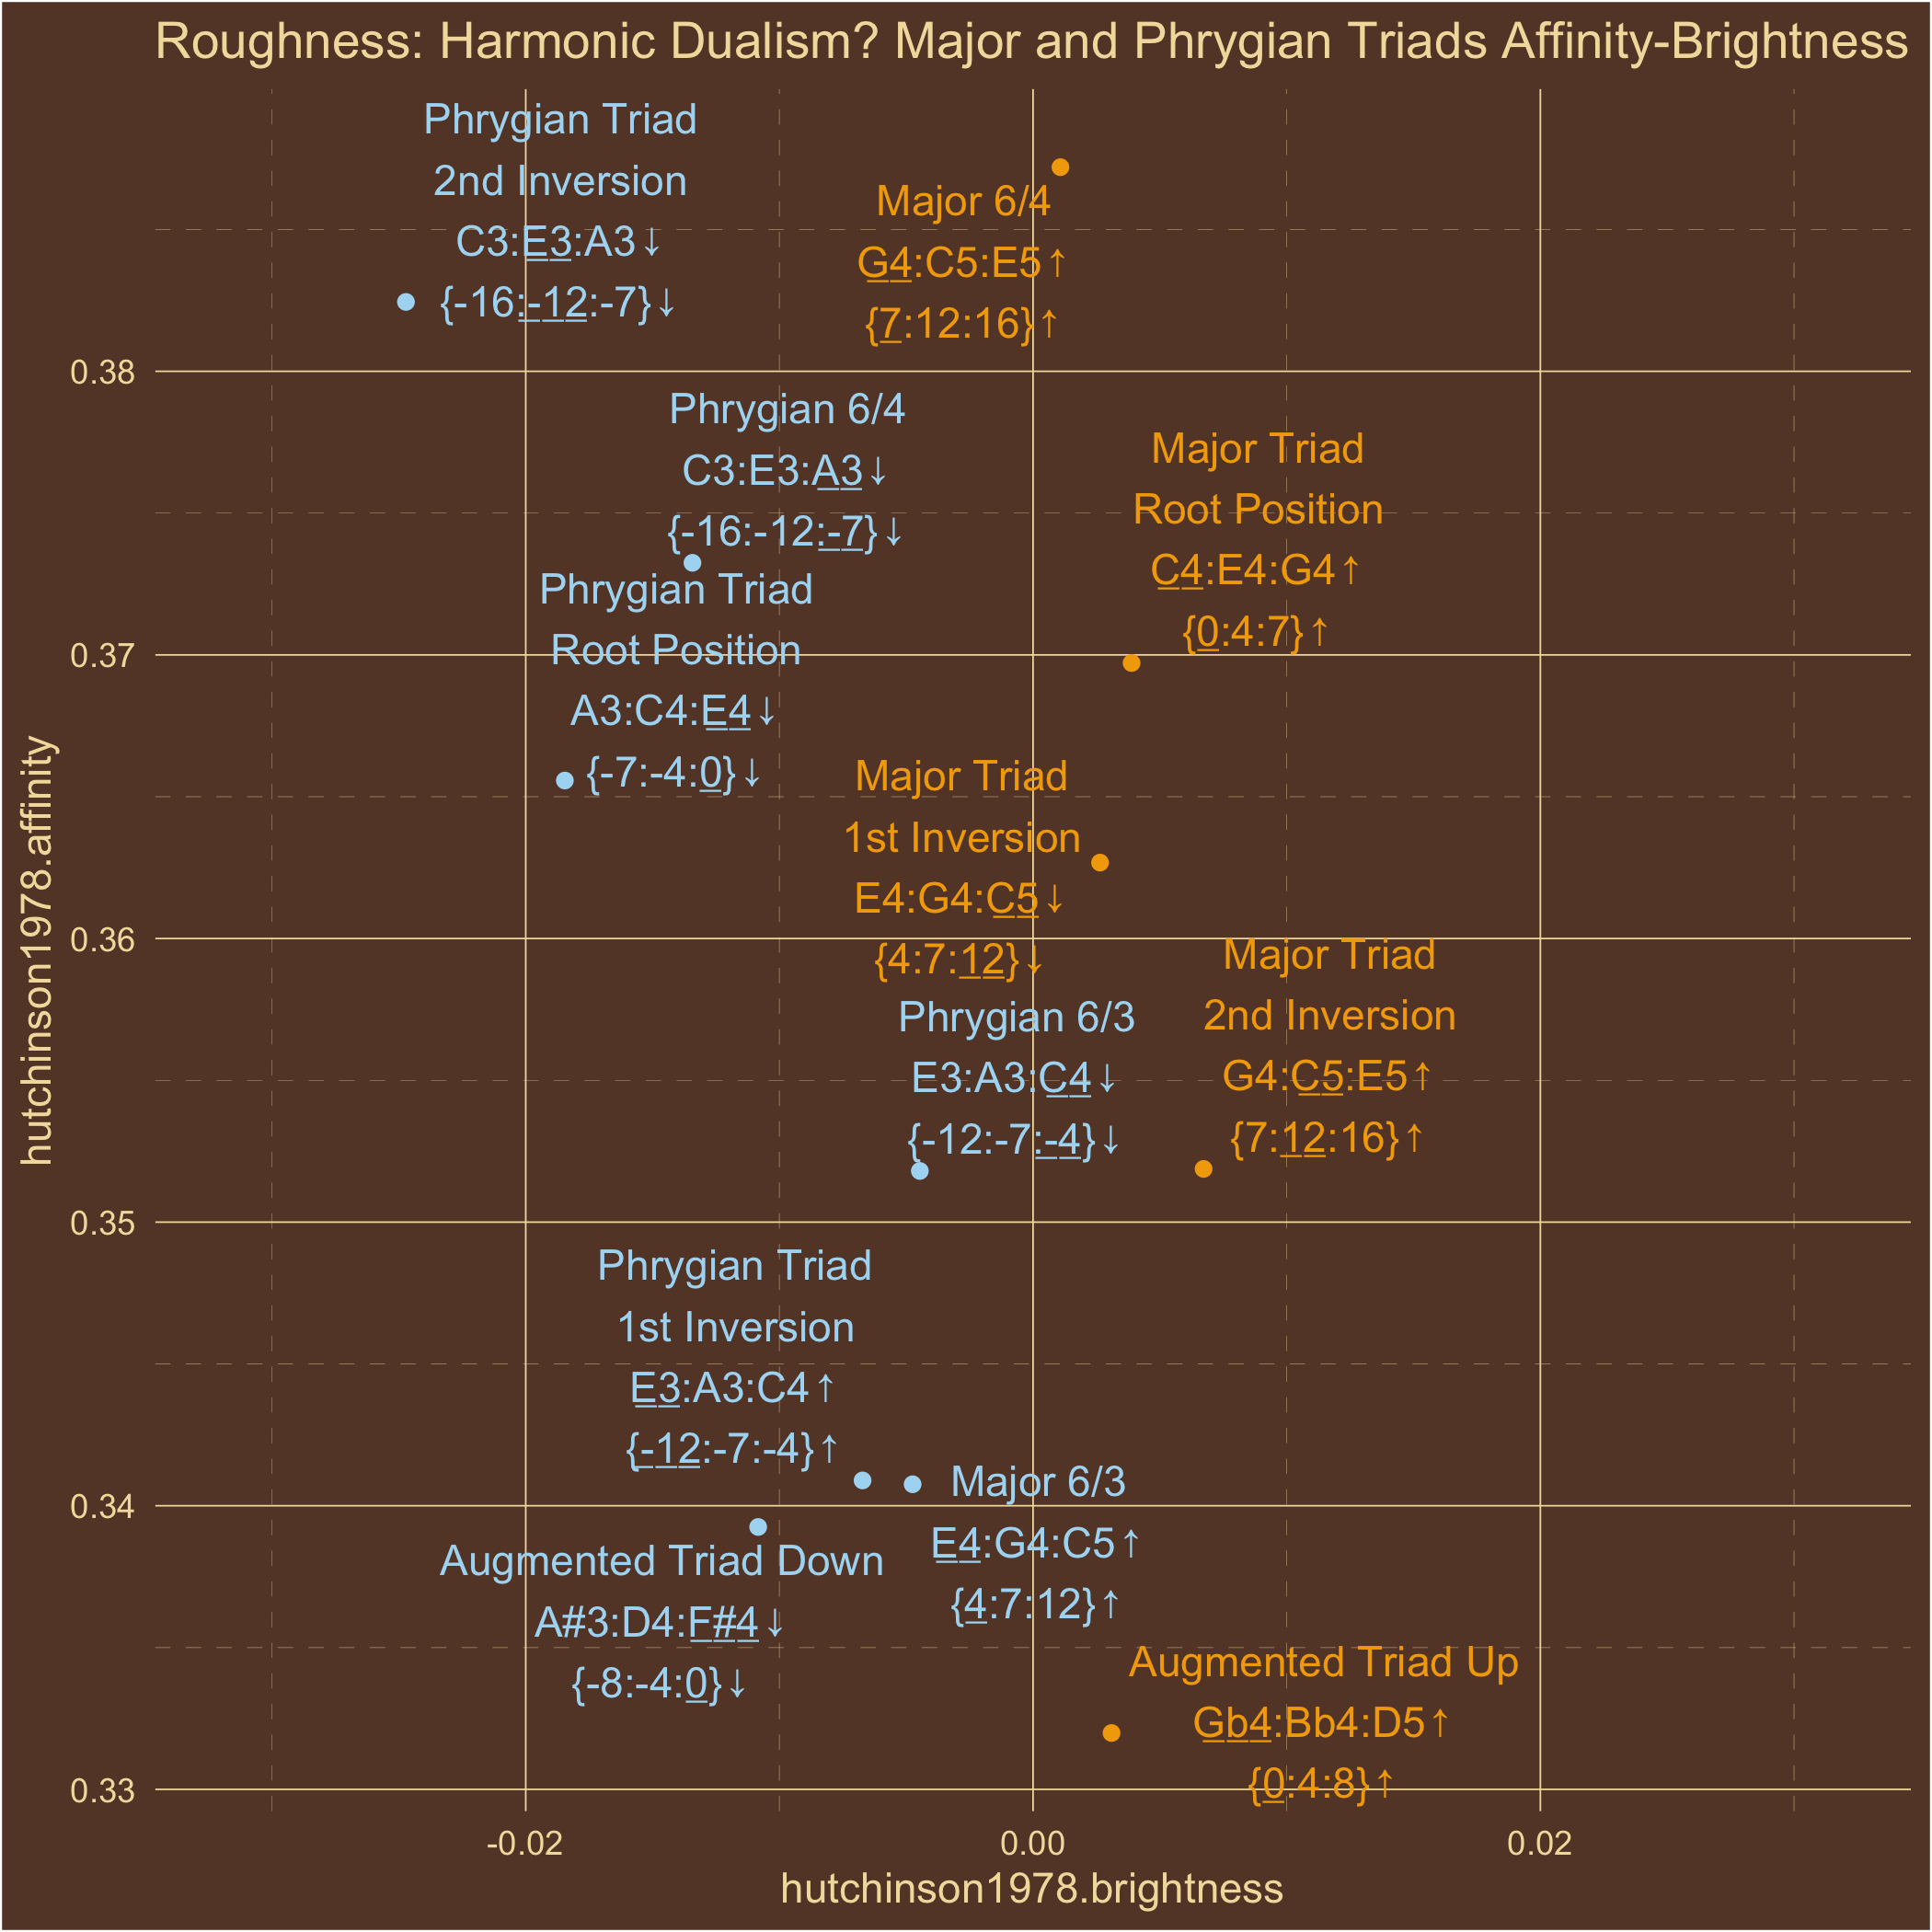 Roughness: Harmonic Dualism? Major and Phrygian Triads Affinity-Brightness
Phrygian Triad
2nd Inversion
C3:E3:A3↓
{-16:-12:-7}↓
Major 6/4
G4:C5:E5↑
{7:12:16}↑
0.38
Phrygian 6/4
C3:E3:A3↓
{-16:-12:-7}↓
Major Triad
Root Position
C4:E4:G4↑
{0:4:7}↑
Phrygian Triad
Root Position
A3:C4:E4↓
{-7:-4:0}↓
0.37
Major Triad
1st Inversion
E4:G4:C5↓
{4:7:12}↓
0.36
Major Triad
2nd Inversion
G4:C5:E5↑
{7:12:16}↑
Phrygian 6/3
E3:A3:C4↓
{-12:-7:-4}↓
0.35
Phrygian Triad
1st Inversion
E3:A3:C4↑
{-12:-7:-4}↑
Major 6/3
E4:G4:C5↑
{4:7:12}↑
0.34
Augmented Triad Down
A#3:D4:F#4↓
{-8:-4:0}↓
Augmented Triad Up
Gb4:Bb4:D5↑
{0:4:8}↑
0.33
-0.02
0.00
0.02
hutchinson1978.brightness
hutchinson1978.affinity